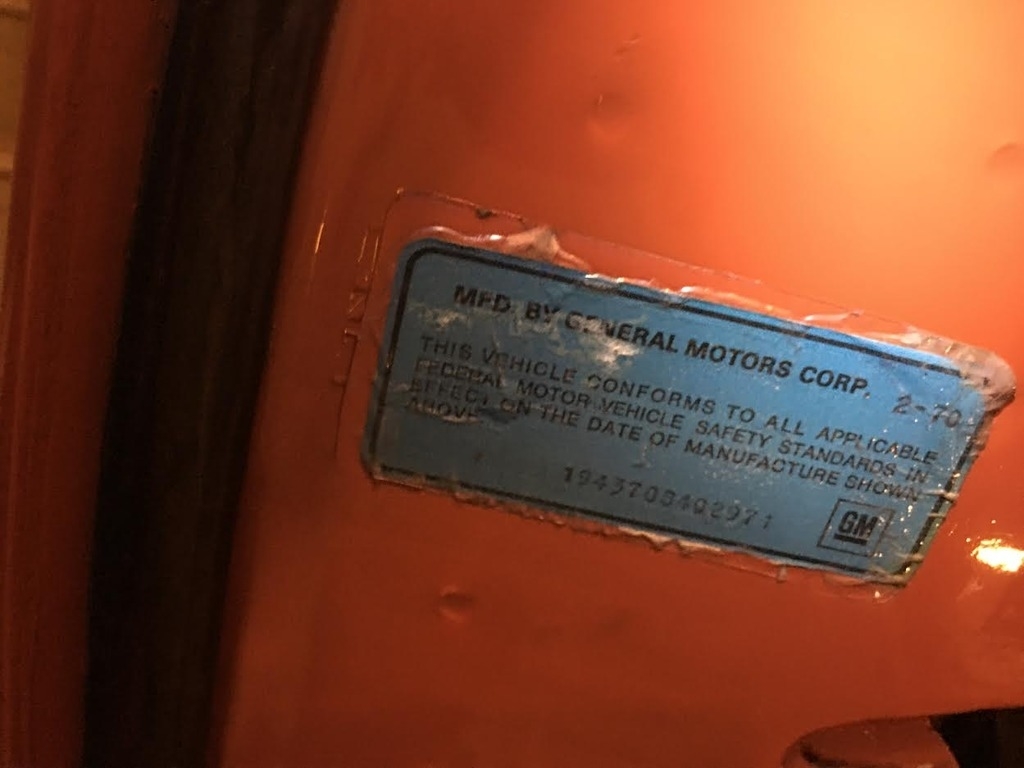 MFD. BY GENERAL MOTORS CORP. 2-70
THIS VEHICLE CONFORMS TO ALL APPLICABLE
FEDERAL MOTOR VEHICLE SAFETY STANDARDS IN
EFFECT ON THE DATE OF MANUFACTURE SHOWN
ABOVE
194370S402971
GM